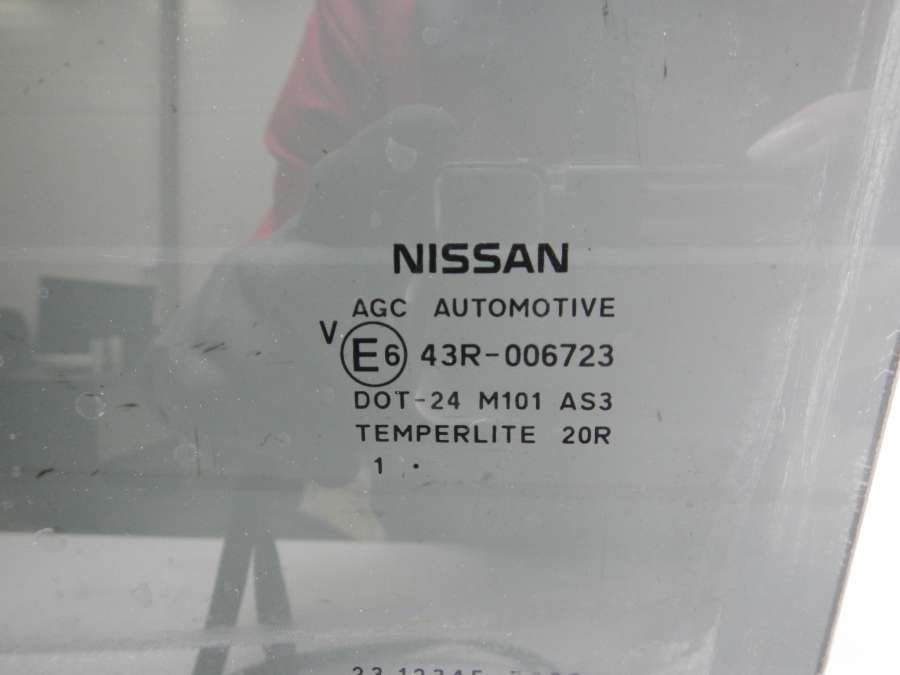 NISSAN
AGC AUTOMOTIVE
V E6 43R-006723
DOT-24 M101 AS3
TEMPERLITE 20R
1 .